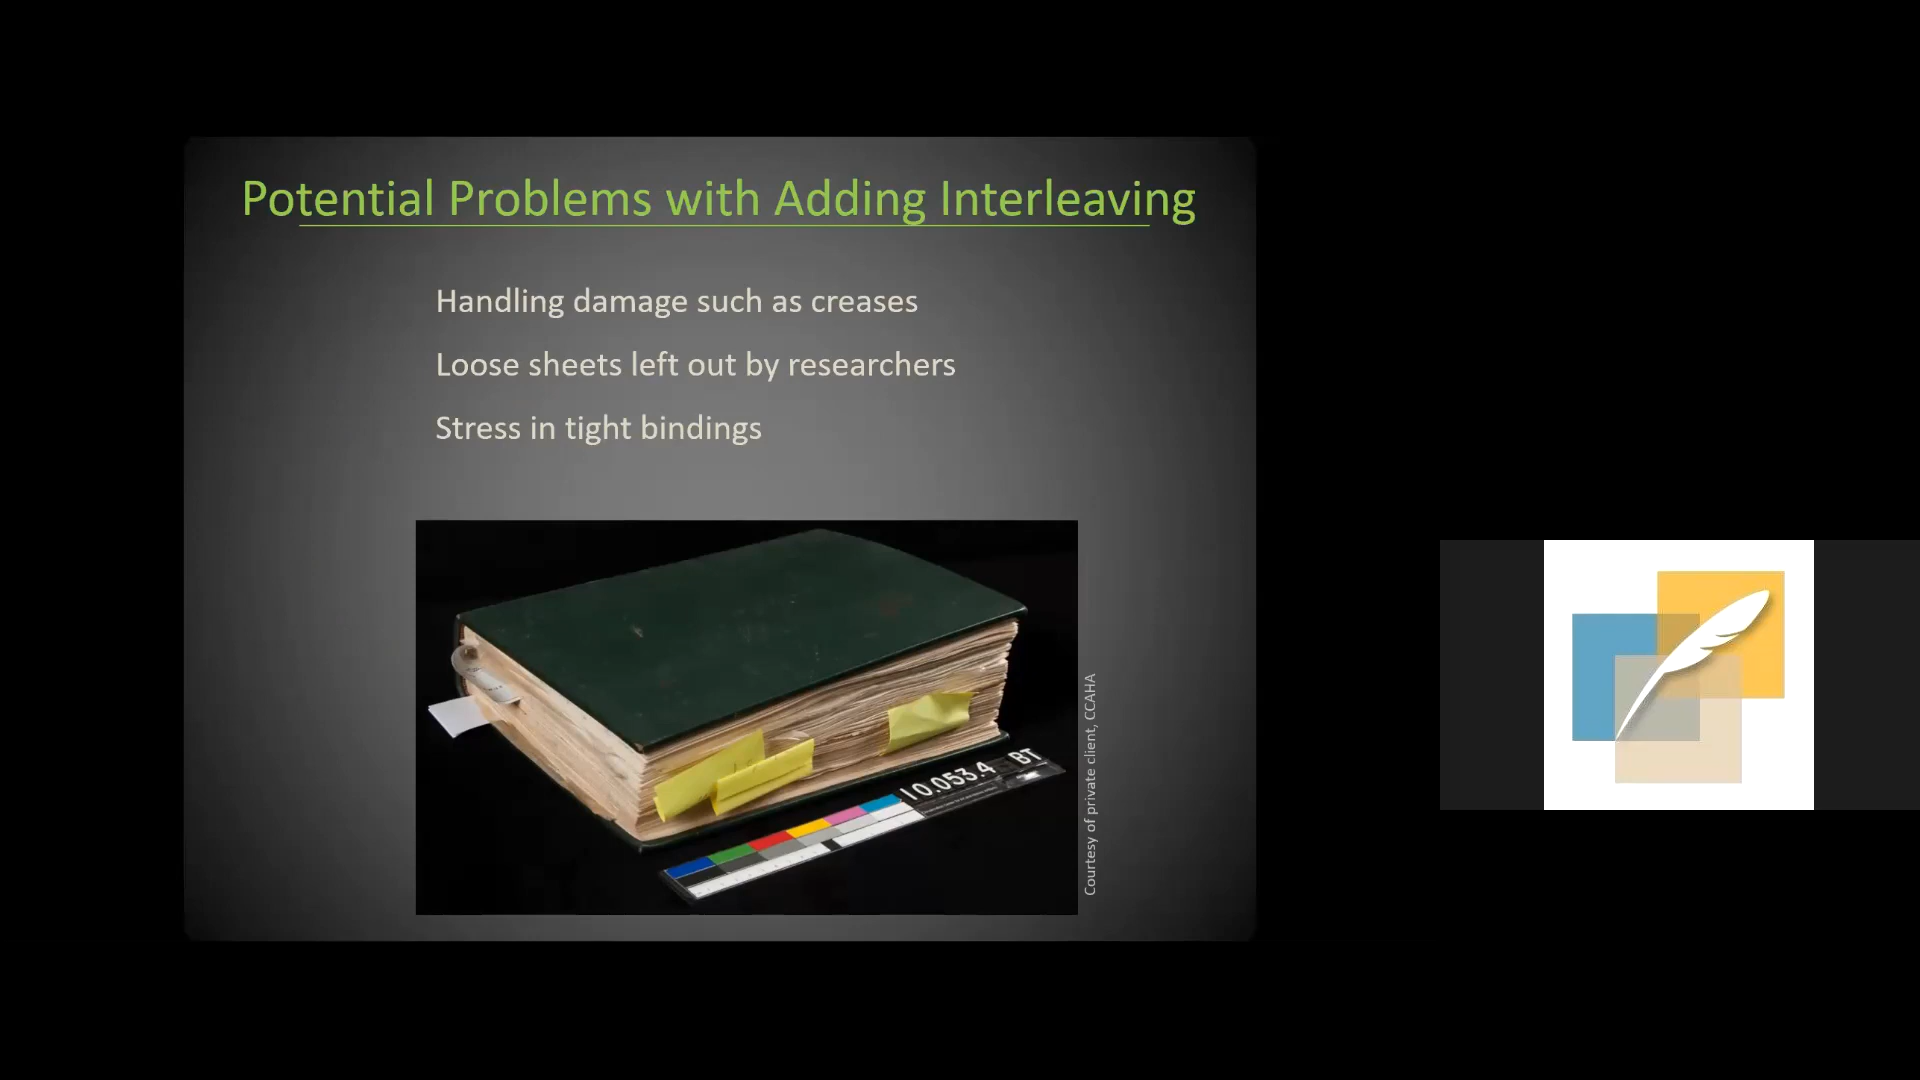 Potential Problems with Adding Interleaving
Handling damage such as creases
Loose sheets left out by researchers
Stress in tight bindings
10.053.4 BT
Courtesy of private client, CCAHA